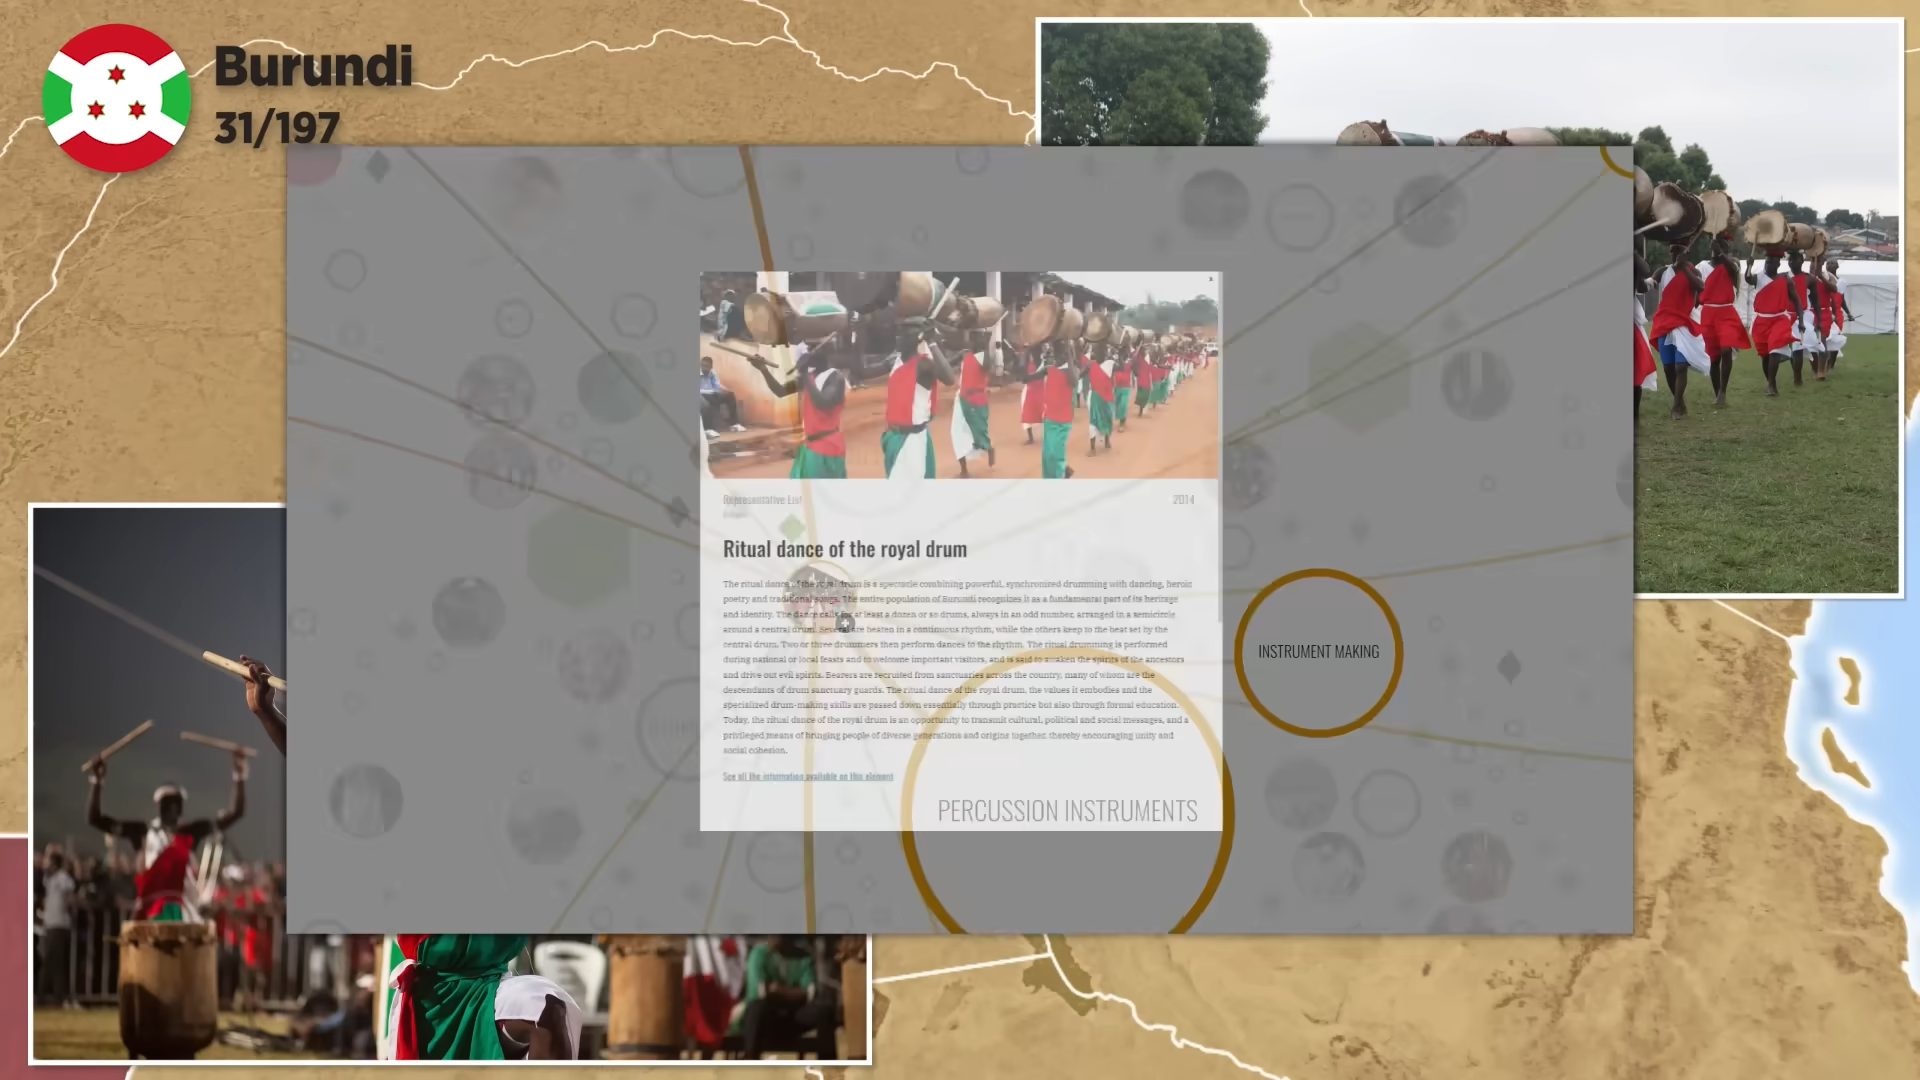 Burundi
31/197
Representative List
2014
Ritual dance of the royal drum
The ritual dance of the royal drum is a spectacle combining powerful, synchronized drumming with dancing, heroic
poetry and traditional songs. The entire population of Burundi recognizes it as a fundamental part of its heritage
and identity. The dance calls for at least a dozen or so drums, always in an odd number, arranged in a semicircle
around a central drum. Several are beaten in a continuous rhythm, while the others keep to the beat set by the
central drum. Two or three drummers then perform dances to the rhythm. The ritual drumming is performed
during national or local feasts and to welcome important visitors, and is said to awaken the spirits of the ancestors
and drive out evil spirits. Bearers are recruited from sanctuaries across the country, many of whom are the
descendants of drum sanctuary guards. The ritual dance of the royal drum, the values it embodies and the
specialized drum-making skills are passed down essentially through practice but also through formal education.
Today, the ritual dance of the royal drum is an opportunity to transmit cultural, political and social messages, and a
privileged means of bringing people of diverse generations and origins together, thereby encouraging unity and
social cohesion.
See all the information available on this element
INSTRUMENT MAKING
PERCUSSION INSTRUMENTS